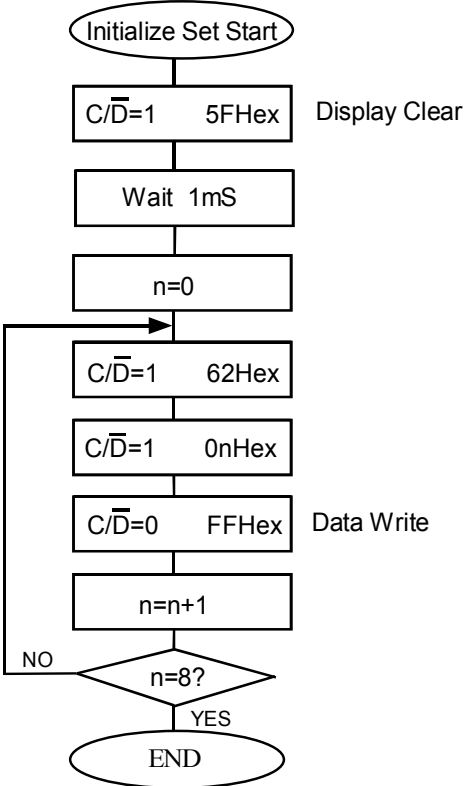 Initialize Set Start
C/D̅=1 5FHex Display Clear
Wait 1mS
n=0
C/D̅=1 62Hex
C/D̅=1 0nHex
C/D̅=0 FFHex Data Write
n=n+1
NO n=8?
YES
END